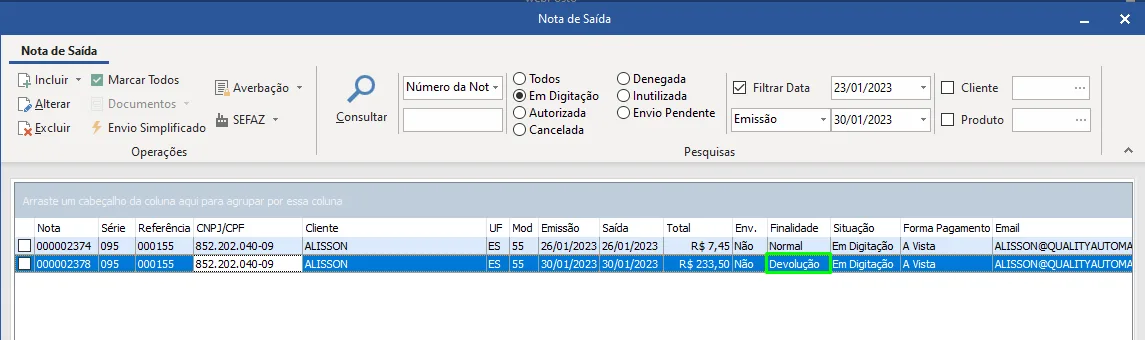 Nota de Saída
Nota de Saída
Incluir Marcar Todos
Alterar Documentos
Excluir Envio Simplificado
Averbação
SEFAZ
Operações
Consultar
Número da Not
Todos Denegada
Em Digitação Inutilizada
Autorizada Envio Pendente
Cancelada
Filtrar Data 23/01/2023
Emissão 30/01/2023
Cliente ...
Produto ...
Pesquisas
Arraste um cabeçalho da coluna aqui para agrupar por essa coluna
Nota Série Referência CNPJ/CPF Cliente UF Mod Emissão Saída Total Env. Finalidade Situação Forma Pagamento Email
000002374 095 000155 852.202.040-09 ALISSON ES 55 26/01/2023 26/01/2023 R$ 7,45 Não Normal Em Digitação A Vista ALISSON@QUALITYAUTOMA
000002378 095 000155 852.202.040-09 ALISSON ES 55 30/01/2023 30/01/2023 R$ 233,50 Não Devolução Em Digitação A Vista ALISSON@QUALITYAUTOMA